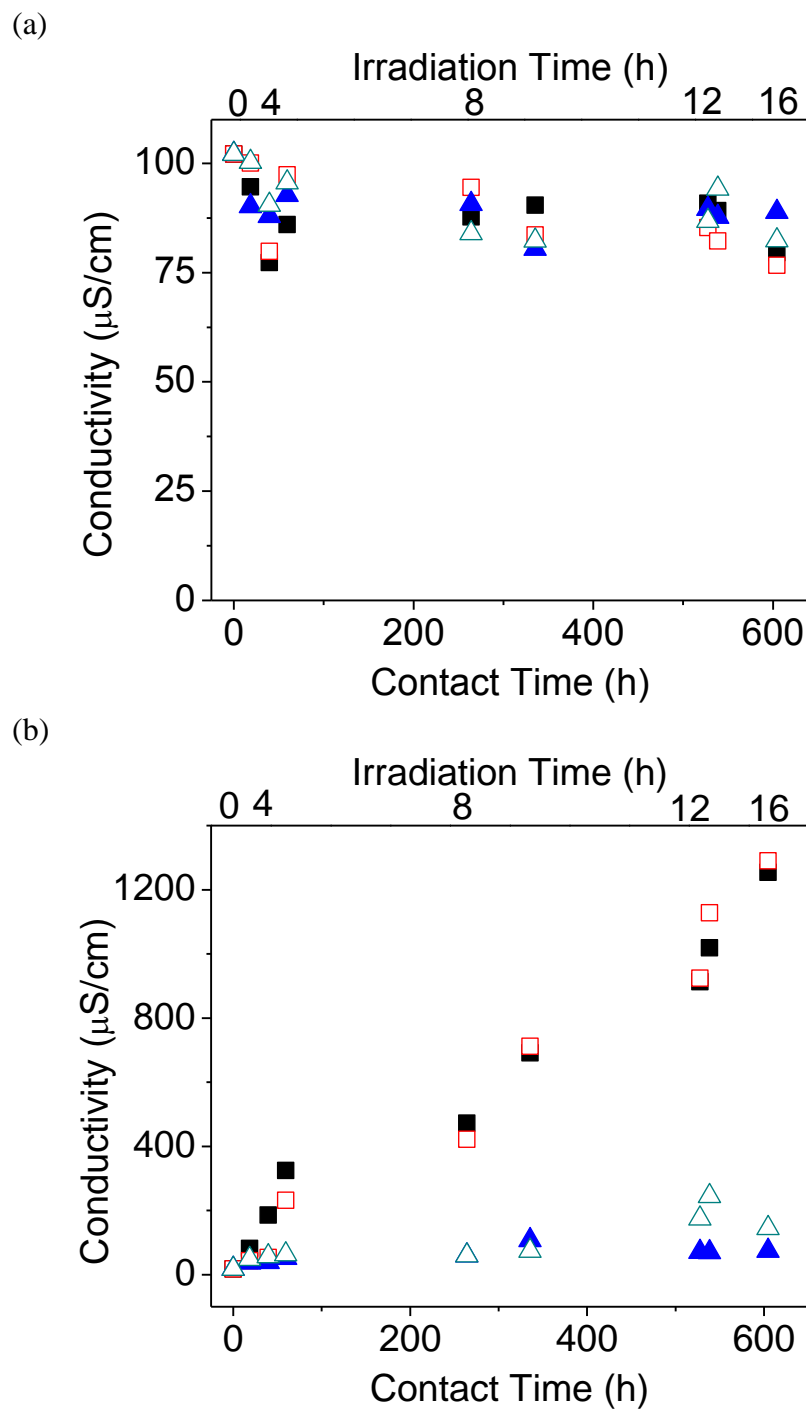 (a)
Irradiation Time (h)
0 4 8 12 16
100
75
50
25
0
Conductivity (μS/cm)
0 200 400 600
Contact Time (h)
(b)
Irradiation Time (h)
0 4 8 12 16
1200
800
400
0
Conductivity (μS/cm)
0 200 400 600
Contact Time (h)